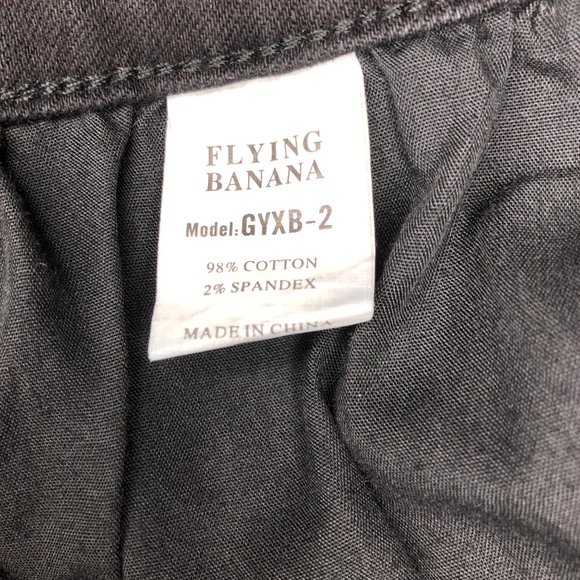 FLYING
BANANA
Model:GYXB-2
98% COTTON
2% SPANDEX
MADE IN CHINA